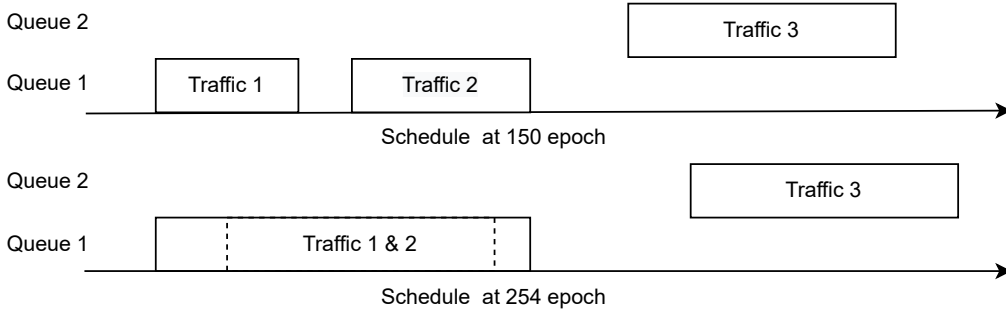 Queue 2
Traffic 3
Queue 1
Traffic 1
Traffic 2
Schedule at 150 epoch
Queue 2
Traffic 3
Queue 1
Traffic 1 & 2
Schedule at 254 epoch